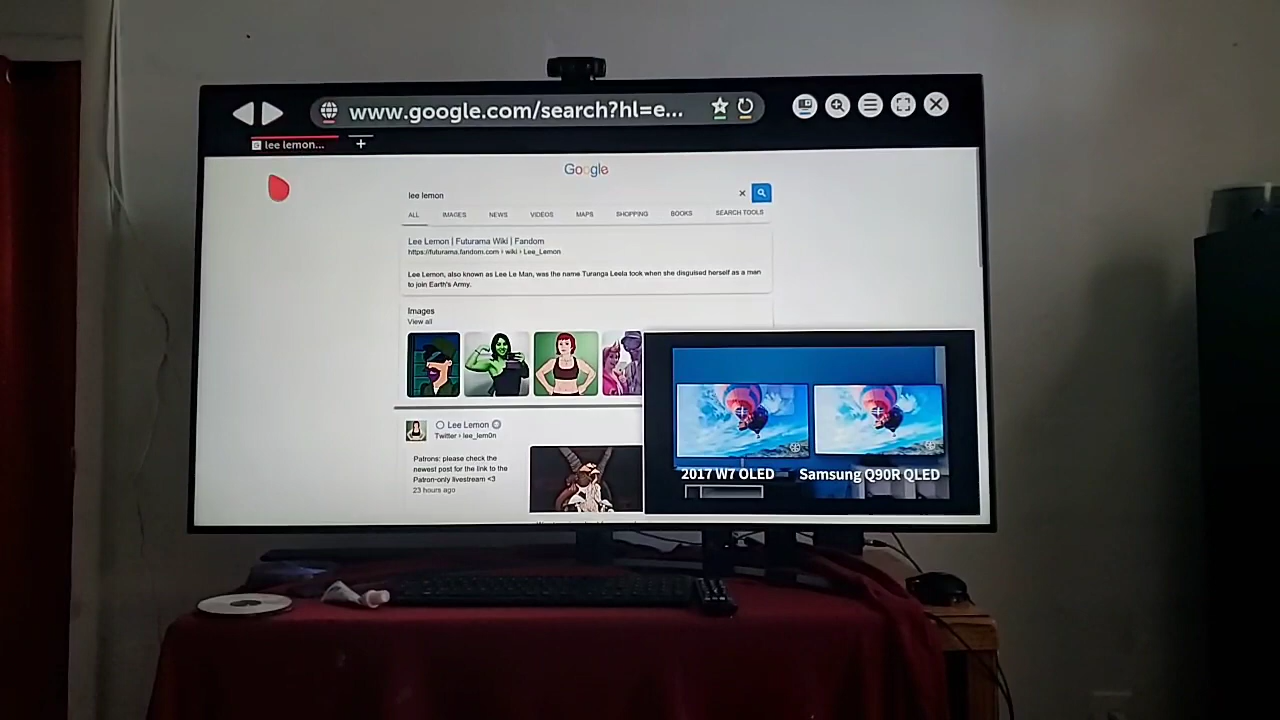 www.google.com/search?hl=e...
lee lemon...
+
Google
lee lemon
ALL IMAGES NEWS VIDEOS MAPS SHOPPING BOOKS SEARCH TOOLS
Lee Lemon | Futurama Wiki | Fandom
https://futurama.fandom.com › wiki › Lee_Lemon
Lee Lemon, also known as Lee Le Man, was the name Turanga Leela took when she disguised herself as a man
to join Earth's Army.
Images
View all
Lee Lemon
Twitter › lee_lem0n
Patrons: please check the
newest post for the link to the
Patron-only livestream <3
23 hours ago
2017 W7 OLED
Samsung Q90R QLED